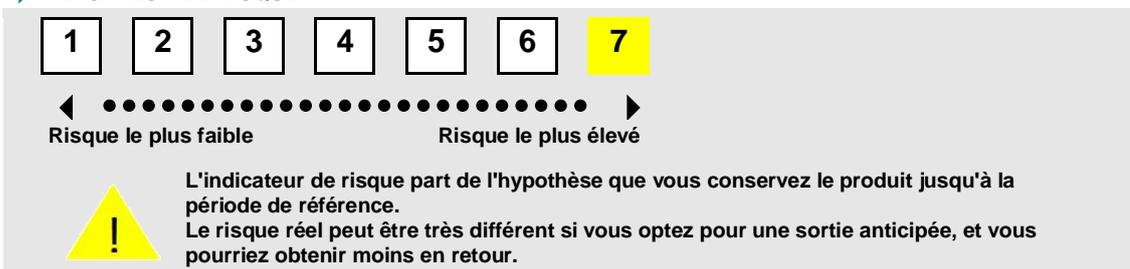 1 2 3 4 5 6 7
Risque le plus faible Risque le plus élevé
! L'indicateur de risque part de l'hypothèse que vous conservez le produit jusqu'à la
période de référence.
Le risque réel peut être très différent si vous optez pour une sortie anticipée, et vous
pourriez obtenir moins en retour.